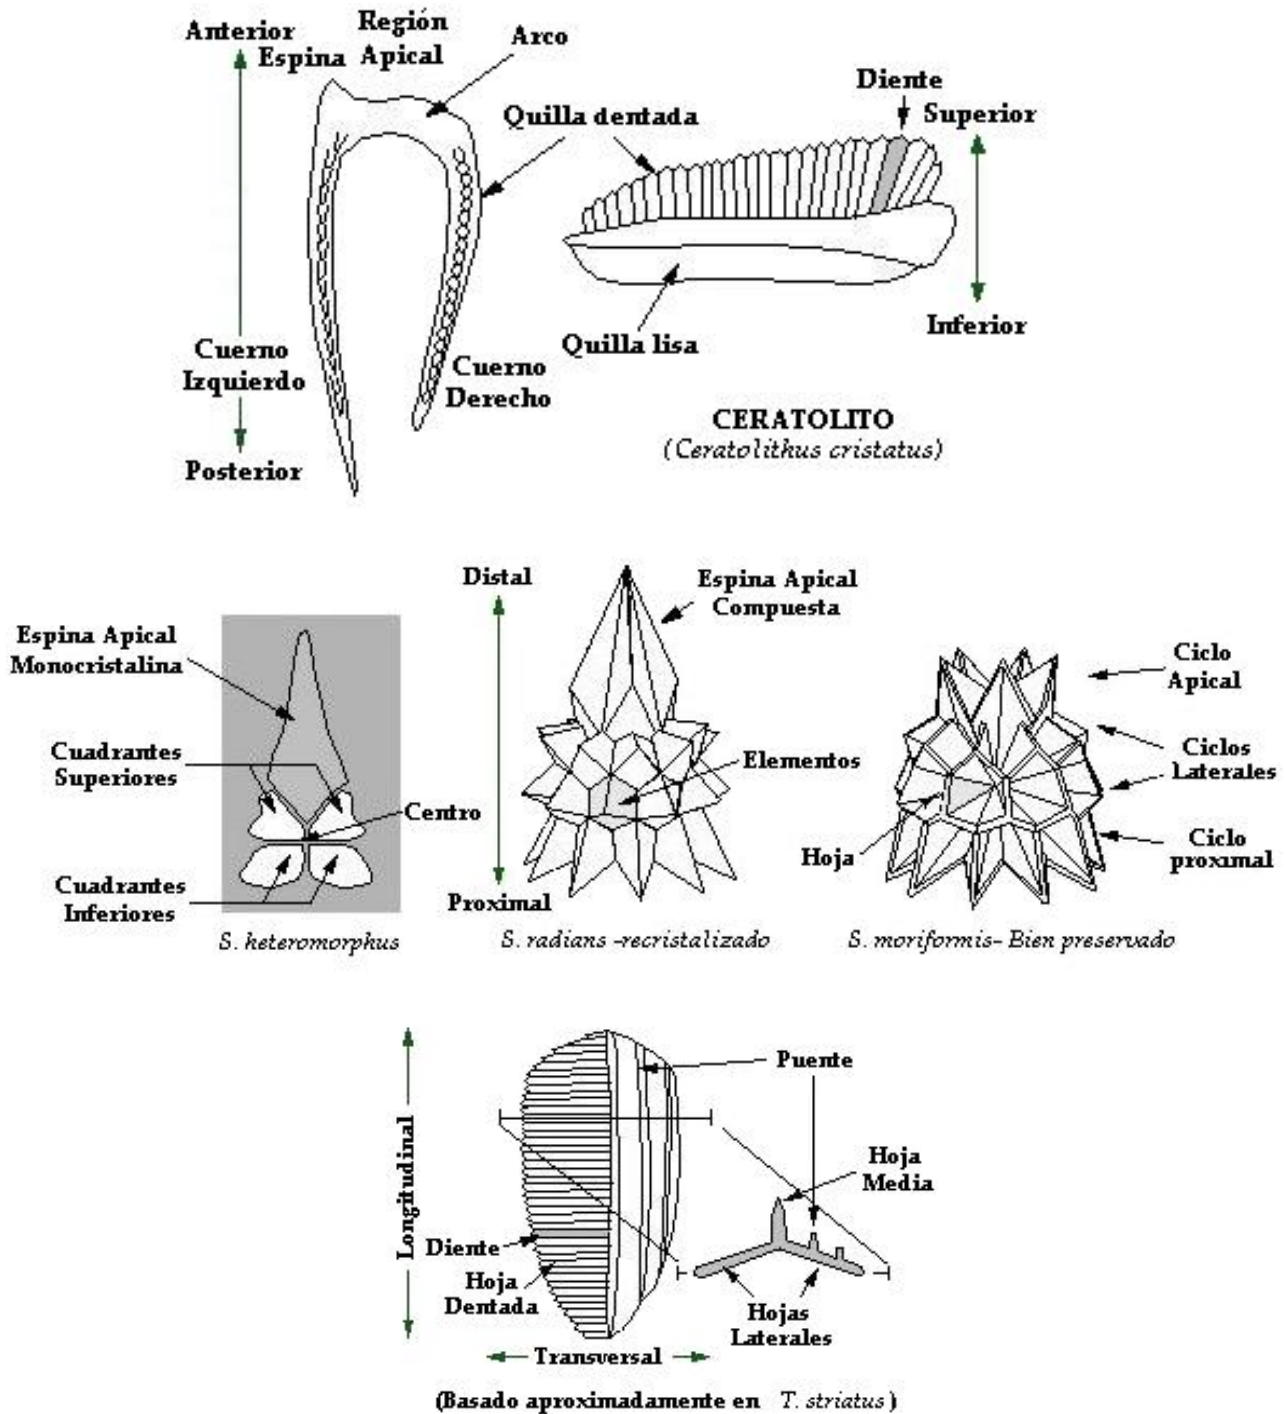 Anterior
Región
Apical
Espina
Arco
Quilla dentada
Diente
Superior
Inferior
Quilla lisa
Cuerno
Izquierdo
Cuerno
Derecho
Posterior
CERATOLITO
(Ceratolithus cristatus)
Distal
Espina Apical
Compuesta
Espina Apical
Monocristalina
Ciclo
Apical
Cuadrantes
Superiores
Elementos
Ciclos
Laterales
Centro
Hoja
Ciclo
proximal
Cuadrantes
Inferiores
Proximal
S. heteromorphus
S. radians -recristalizado
S. moriformis- Bien preservado
Longitudinal
Puente
Hoja
Media
Diente
Hoja
Dentada
Hojas
Laterales
Transversal
(Basado aproximadamente en T. striatus)